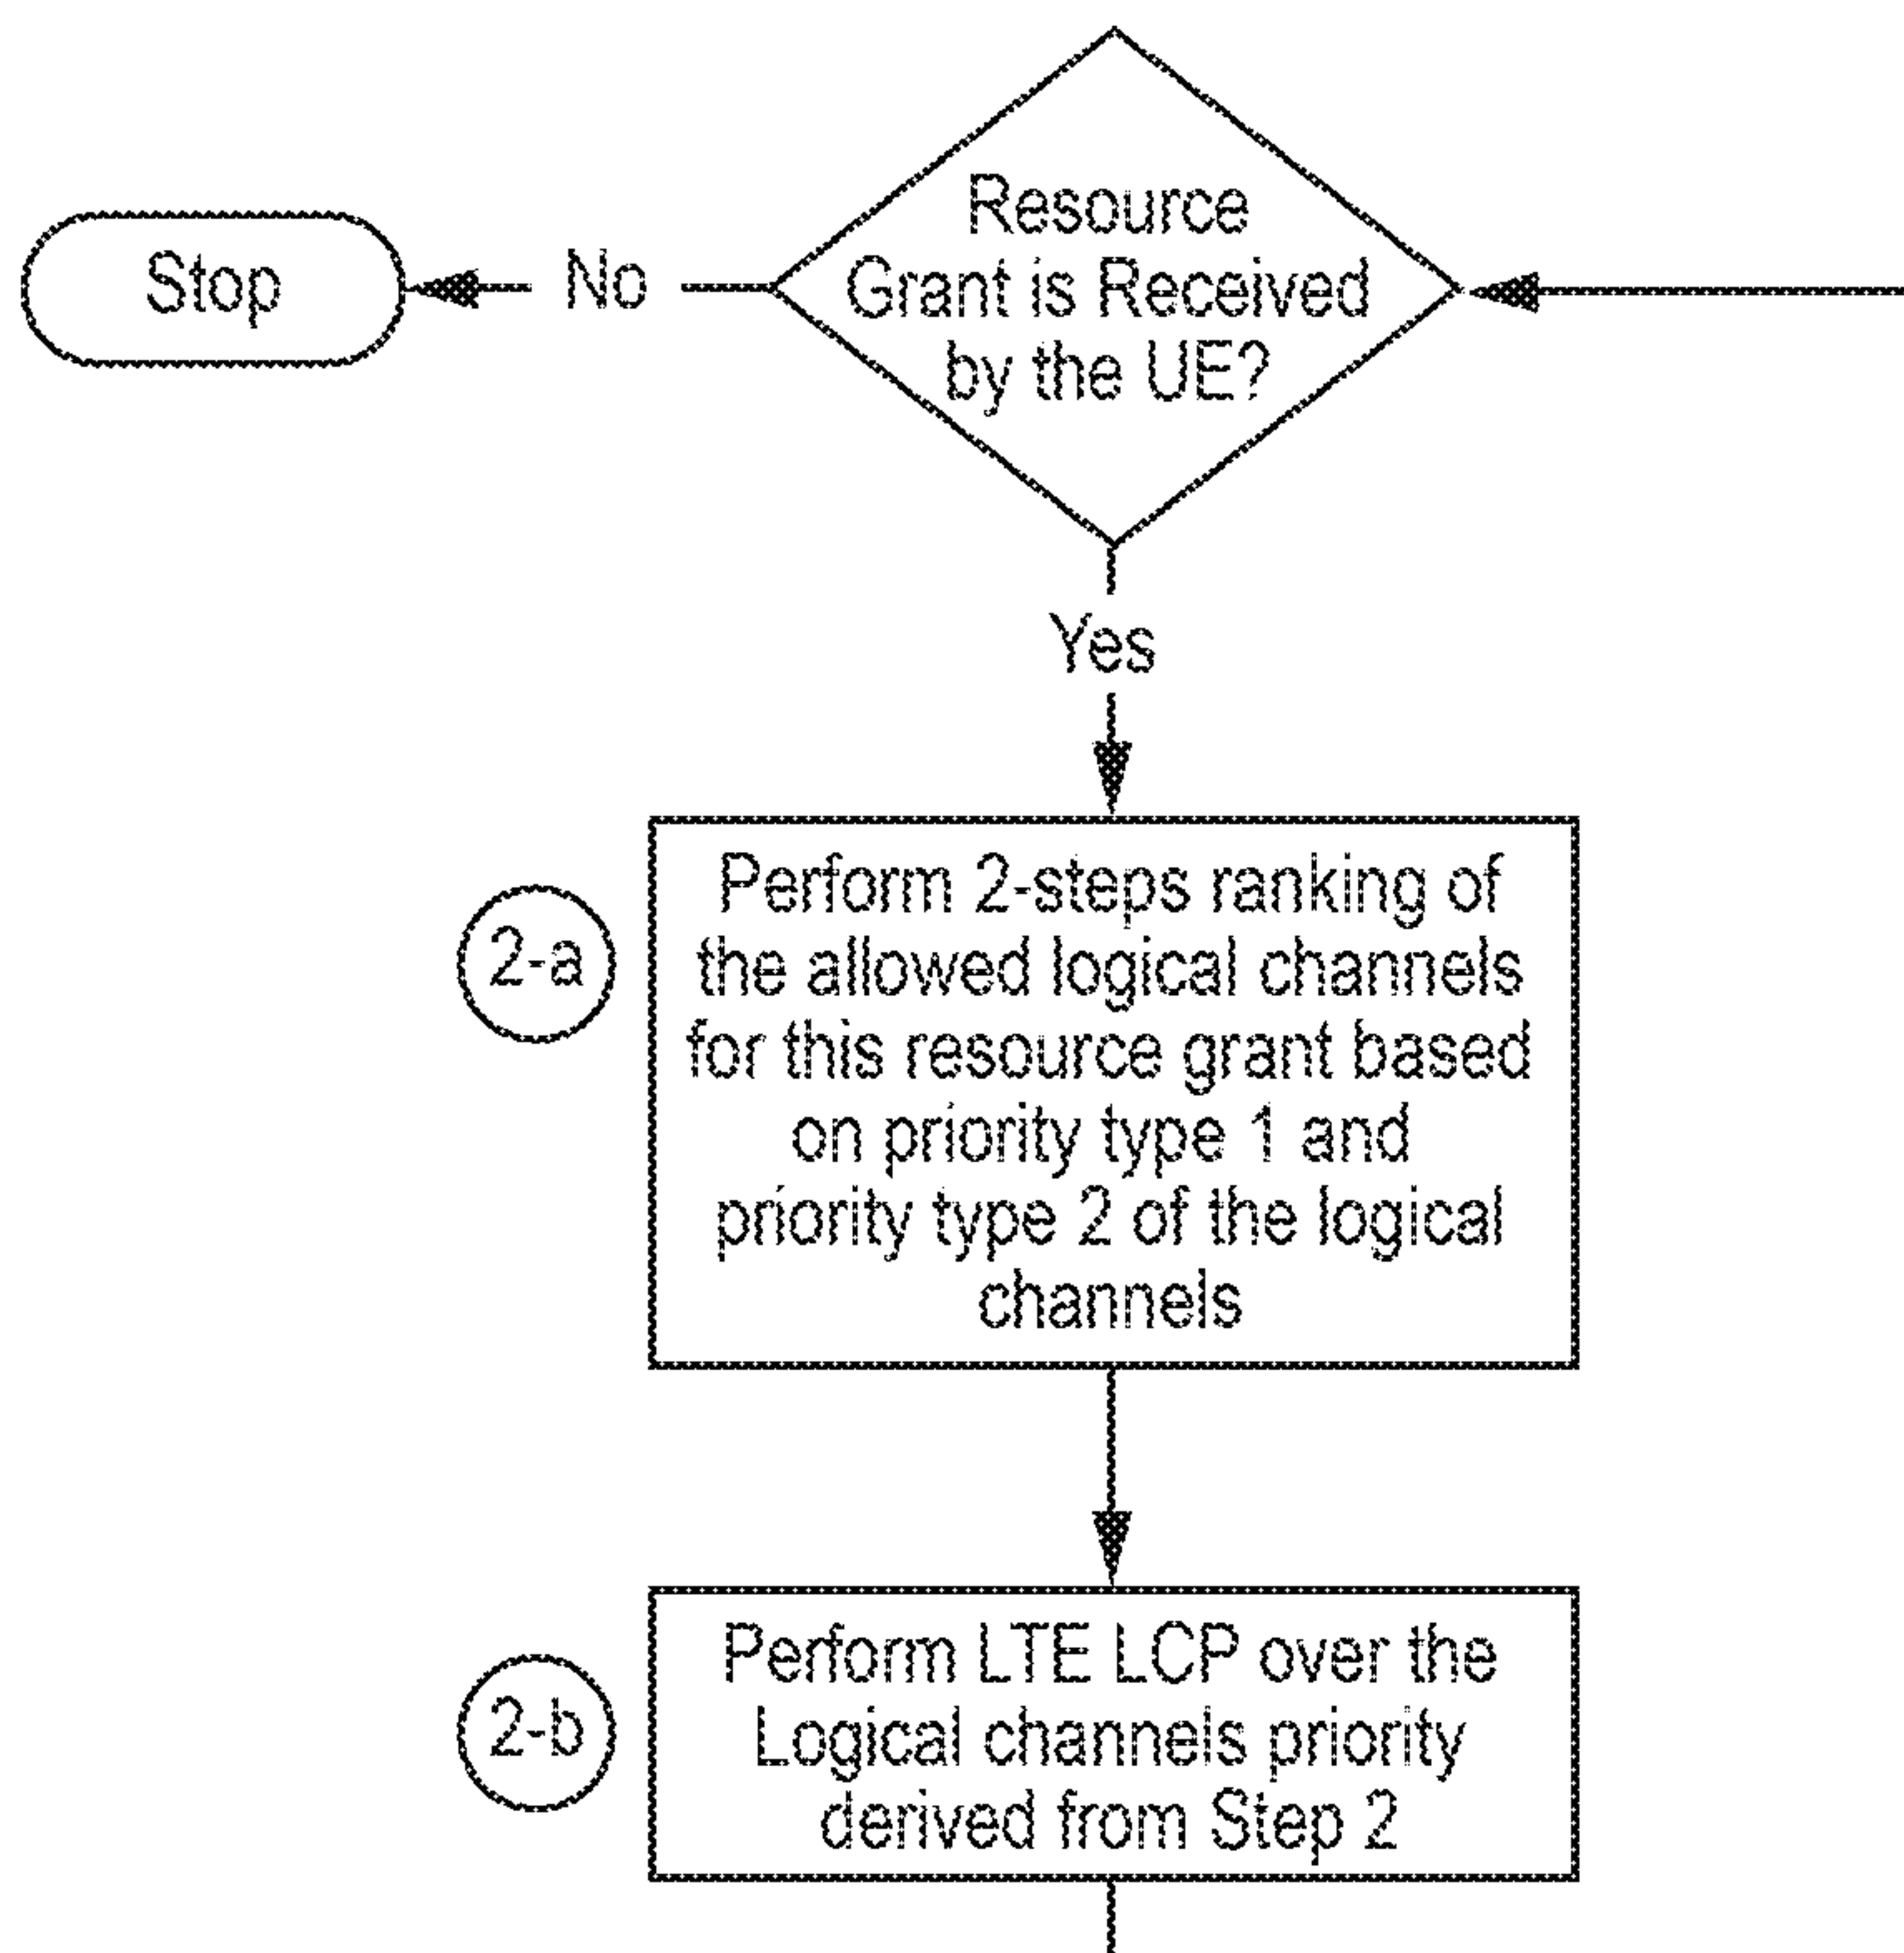 Resource
Grant is Received
by the UE?
Stop
No
Yes
2-a
Perform 2-steps ranking of
the allowed logical channels
for this resource grant based
on priority type 1 and
priority type 2 of the logical
channels
2-b
Perform LTE LCP over the
Logical channels priority
derived from Step 2